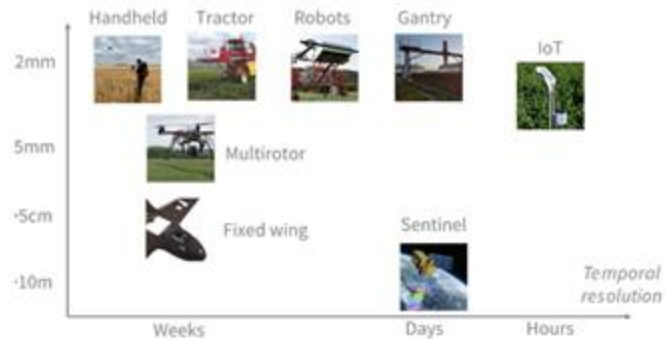 Handheld Tractor Robots Gantry
IoT
2mm
5mm
Multirotor
-5cm
Fixed wing
Sentinel
-10m
Temporal
resolution
Weeks Days Hours